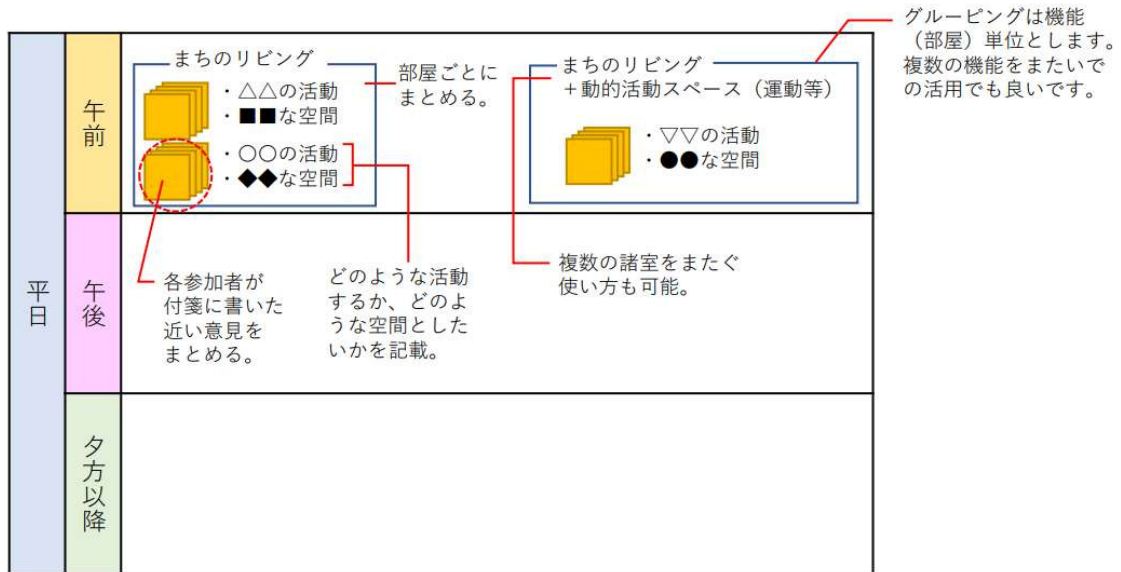 グルーピングは機能
（部屋）単位とします。
複数の機能をまたいで
の活用でも良いです。
平日
午前
まちのリビング
・△△の活動
・■■な空間
・〇〇の活動
・◆◆な空間
部屋ごとに
まとめる。
まちのリビング
＋動的活動スペース（運動等）
・▽▽の活動
・●●な空間
午後
各参加者が
付箋に書いた
近い意見を
まとめる。
どのような活動
するか、どのよ
うな空間とした
いかを記載。
複数の諸室をまたぐ
使い方も可能。
夕方以降